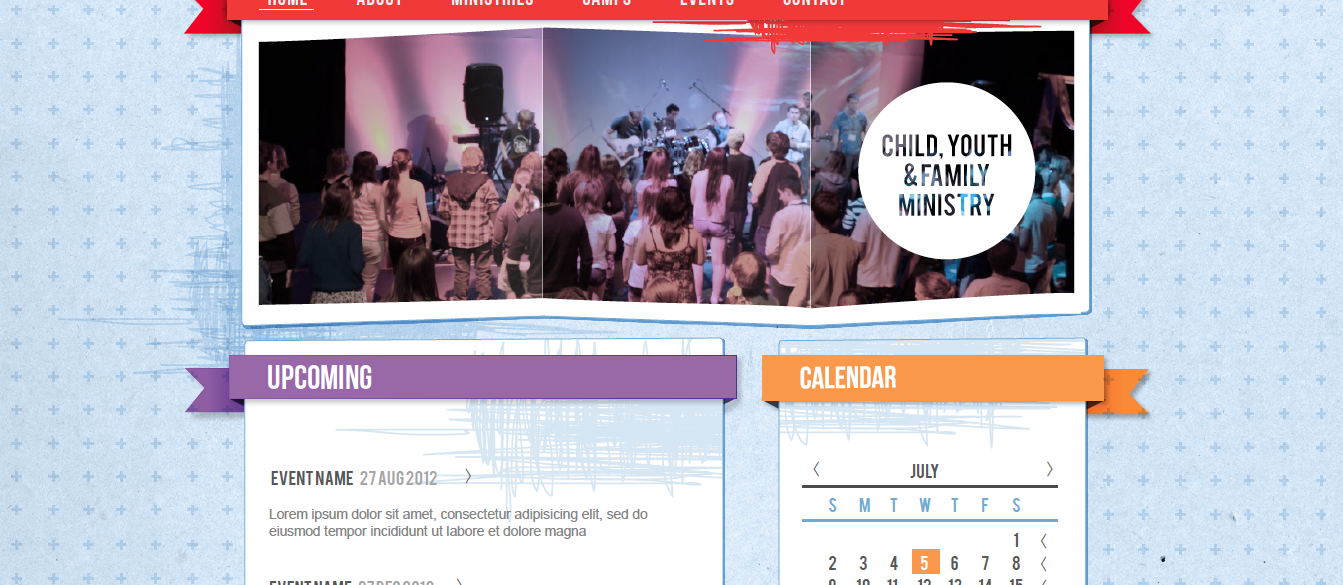 HOME ABOUT MINISTRIES CAMPS EVENTS CONTACT
CHILD, YOUTH
& FAMILY
MINISTRY
UPCOMING
CALENDAR
EVENT NAME 27 AUG 2012 >
Lorem ipsum dolor sit amet, consectetur adipisicing elit, sed do
eiusmod tempor incididunt ut labore et dolore magna
EVENT NAME
< JULY >
S M T W T F S
1 <
2 3 4 5 6 7 8 <
9 10 11 12 13 14 15 <